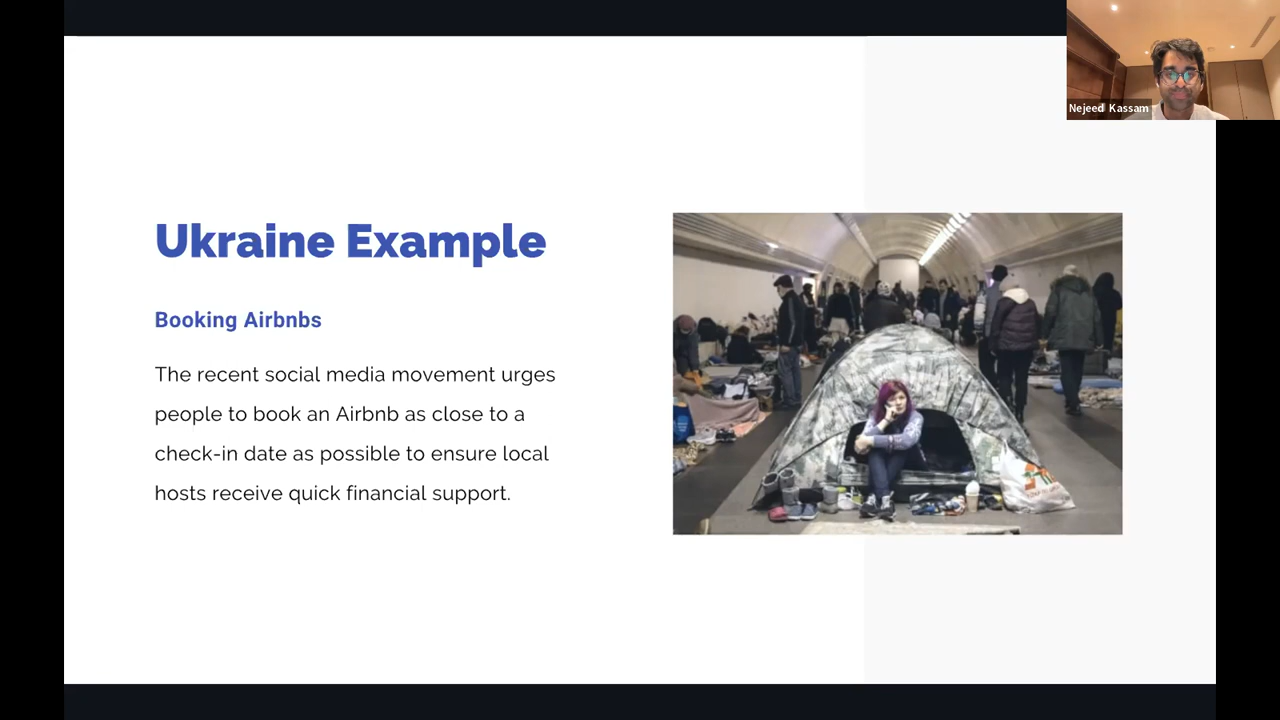 Nejeed Kassam
Ukraine Example
Booking Airbnbs
The recent social media movement urges
people to book an Airbnb as close to a
check-in date as possible to ensure local
hosts receive quick financial support.